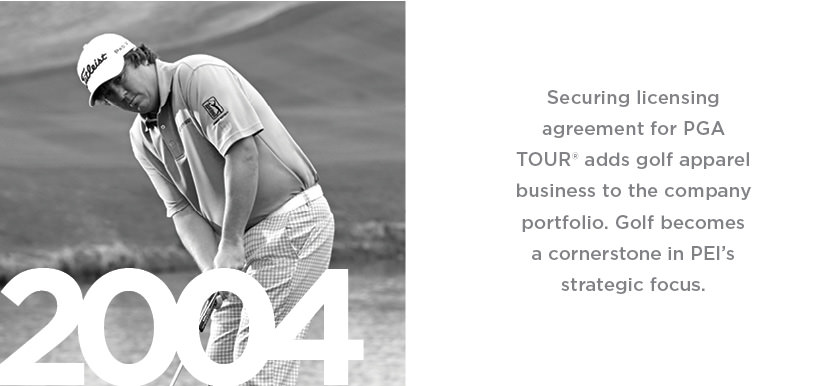 Titleist
2004
Securing licensing
agreement for PGA
TOUR® adds golf apparel
business to the company
portfolio. Golf becomes
a cornerstone in PEI's
strategic focus.